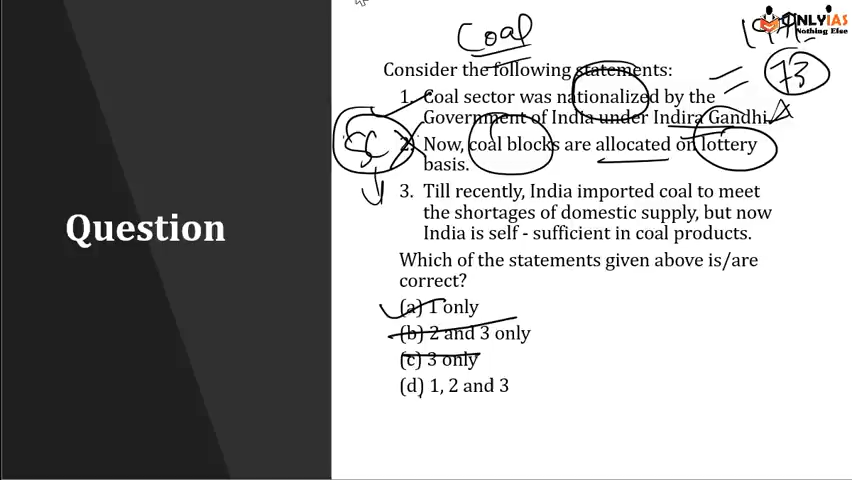 ONLYIAS
Nothing Else
Coal
73
Consider the following statements:
1. Coal sector was nationalized by the
Government of India under Indira Gandhi.
SC
2. Now, coal blocks are allocated on lottery
basis.
3. Till recently, India imported coal to meet
the shortages of domestic supply, but now
India is self - sufficient in coal products.
Question
Which of the statements given above is/are
correct?
(a) 1 only
(b) 2 and 3 only
(c) 3 only
(d) 1, 2 and 3